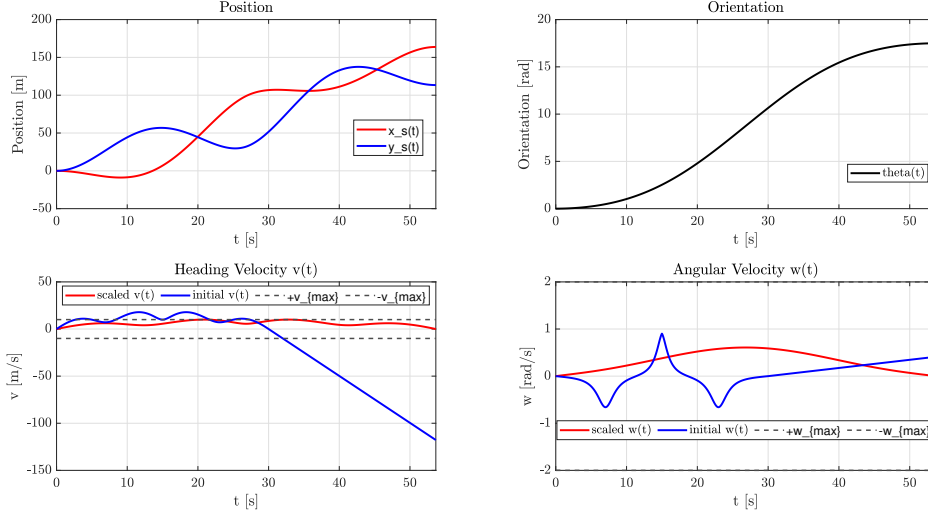 Position
200
150
100
50
0
-50
Position [m]
x_s(t)
y_s(t)
0 10 20 30 40 50
t [s]
Orientation
20
15
10
5
0
Orientation [rad]
theta(t)
0 10 20 30 40 50
t [s]
Heading Velocity v(t)
50
0
-50
-100
-150
v [m/s]
scaled v(t) initial v(t) +v_{max} -v_{max}
0 10 20 30 40 50
t [s]
Angular Velocity w(t)
2
1
0
-1
-2
w [rad/s]
scaled w(t) initial w(t) +w_{max} -w_{max}
0 10 20 30 40 50
t [s]